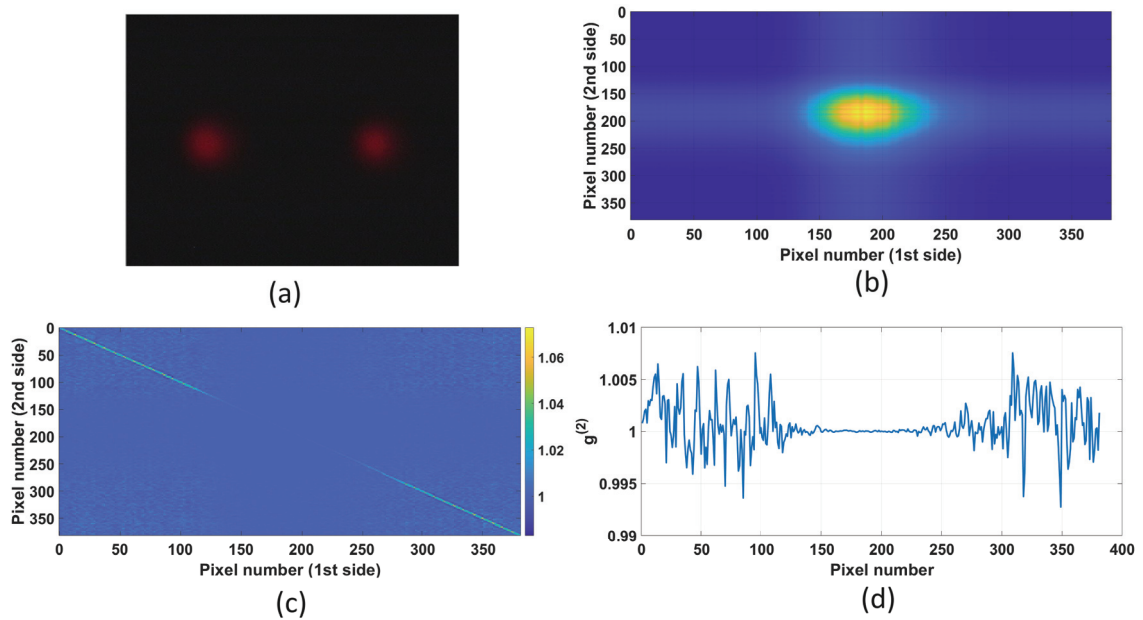 (a)
0
50
100
150
200
250
300
350
Pixel number (2nd side)
0 50 100 150 200 250 300 350
Pixel number (1st side)
(b)
0
50
100
150
200
250
300
350
Pixel number (2nd side)
0 50 100 150 200 250 300 350
Pixel number (1st side)
1.06
1.04
1.02
1
(c)
1.01
1.005
1
0.995
0.99
g(2)
0 50 100 150 200 250 300 350 400
Pixel number
(d)